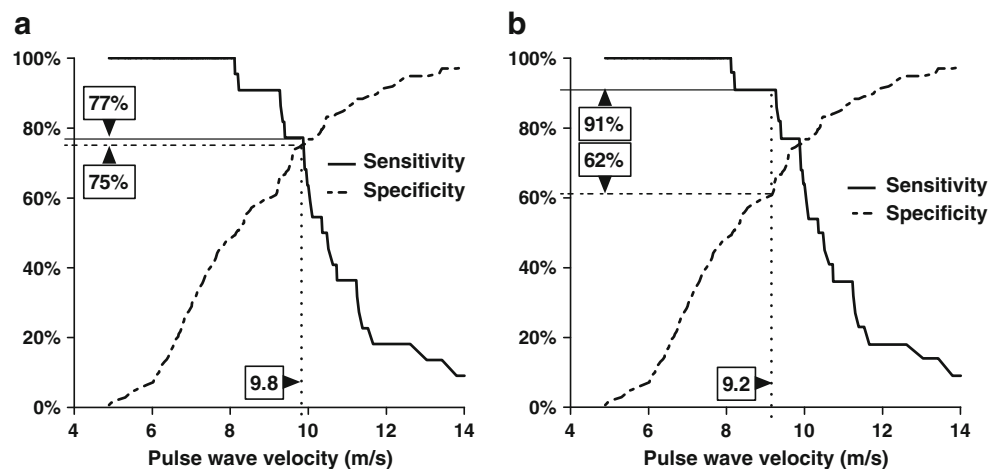 a
100%
80%
60%
40%
20%
0%
77%
75%
Sensitivity
Specificity
9.8
4 6 8 10 12 14
Pulse wave velocity (m/s)
b
100%
80%
60%
40%
20%
0%
91%
62%
Sensitivity
Specificity
9.2
4 6 8 10 12 14
Pulse wave velocity (m/s)